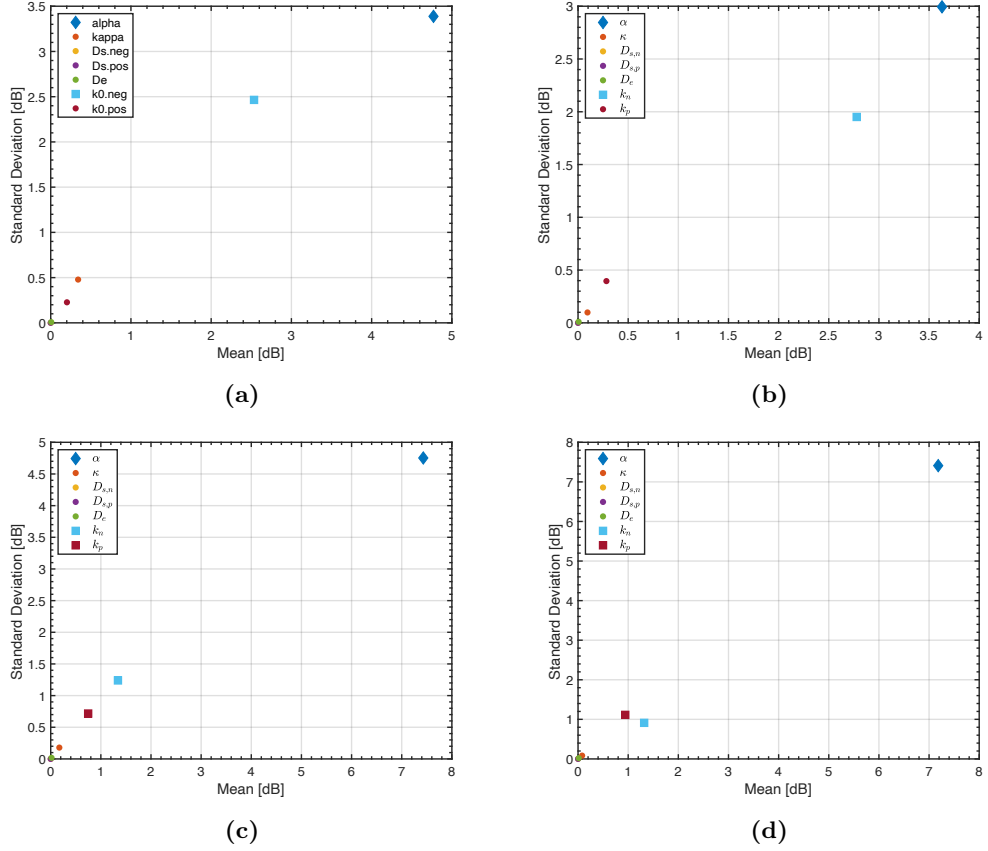 3.5
3
2.5
2
1.5
1
0.5
0
0 1 2 3 4 5
Standard Deviation [dB]
Mean [dB]
alpha
kappa
Ds.neg
Ds.pos
De
k0.neg
k0.pos
(a)
3
2.5
2
1.5
1
0.5
0
0 0.5 1 1.5 2 2.5 3 3.5 4
Standard Deviation [dB]
Mean [dB]
α
κ
D_{s,n}
D_{s,p}
D_e
k_n
k_p
(b)
5
4.5
4
3.5
3
2.5
2
1.5
1
0.5
0
0 1 2 3 4 5 6 7 8
Standard Deviation [dB]
Mean [dB]
α
κ
D_{s,n}
D_{s,p}
D_e
k_n
k_p
(c)
8
7
6
5
4
3
2
1
0
0 1 2 3 4 5 6 7 8
Standard Deviation [dB]
Mean [dB]
α
κ
D_{s,n}
D_{s,p}
D_e
k_n
k_p
(d)